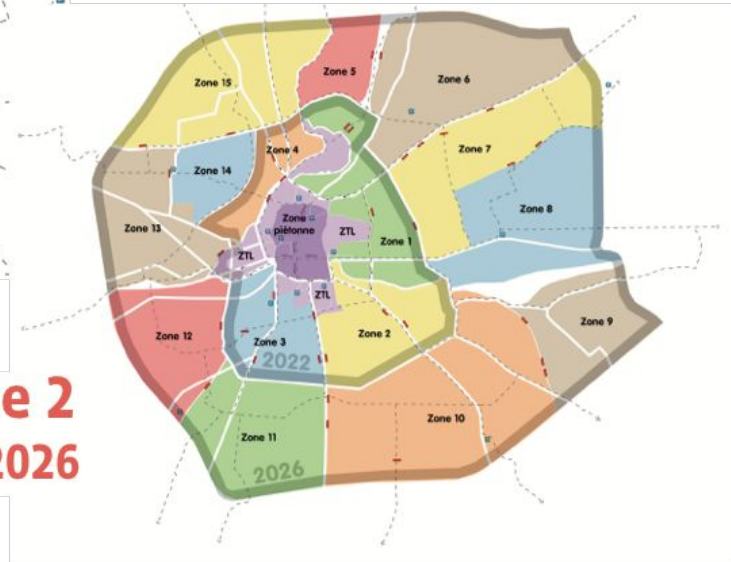 Zone 5
Zone 6
Zone 15
Zone 4
Zone 7
Zone 14
Zone 8
Zone
piètonne
Zone 13
ZTL
Zone 1
ZTL
ZTL
Zone 9
Zone 12
Zone 3
Zone 2
2022
e 2
Zone 10
Zone 11
2026
2026